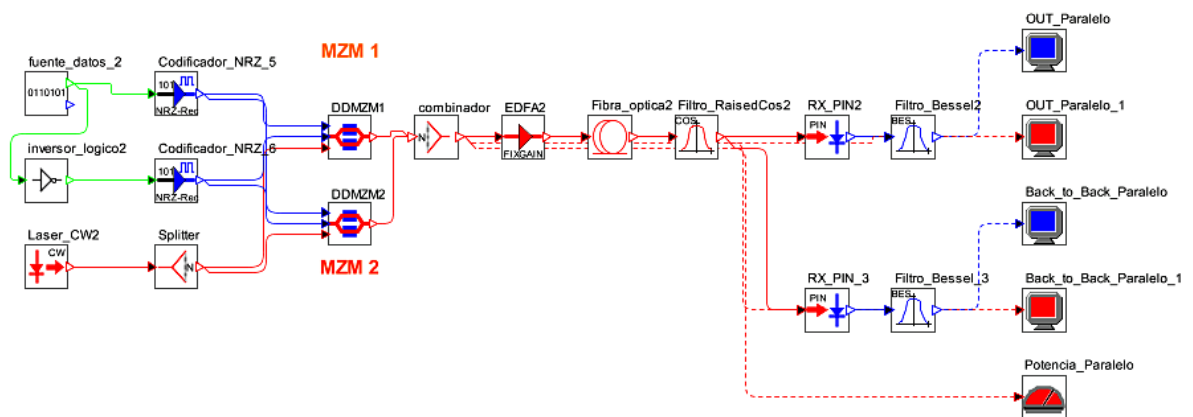 OUT_Paralelo
MZM 1
fuente_datos_2
Codificador_NRZ_5
0110101
101
NRZ-Rec
DDMZM1
combinador
N
EDFA2
FIXGAIN
Fibra_optica2
Filtro_RaisedCos2
COS
RX_PIN2
PIN
Filtro_Bessel2
BES
OUT_Paralelo_1
inversor_logico2
Codificador_NRZ_6
101
NRZ-Rec
DDMZM2
Back_to_Back_Paralelo
Laser_CW2
CW
Splitter
N
MZM 2
RX_PIN_3
PIN
Filtro_Bessel_3
BES
Back_to_Back_Paralelo_1
Potencia_Paralelo